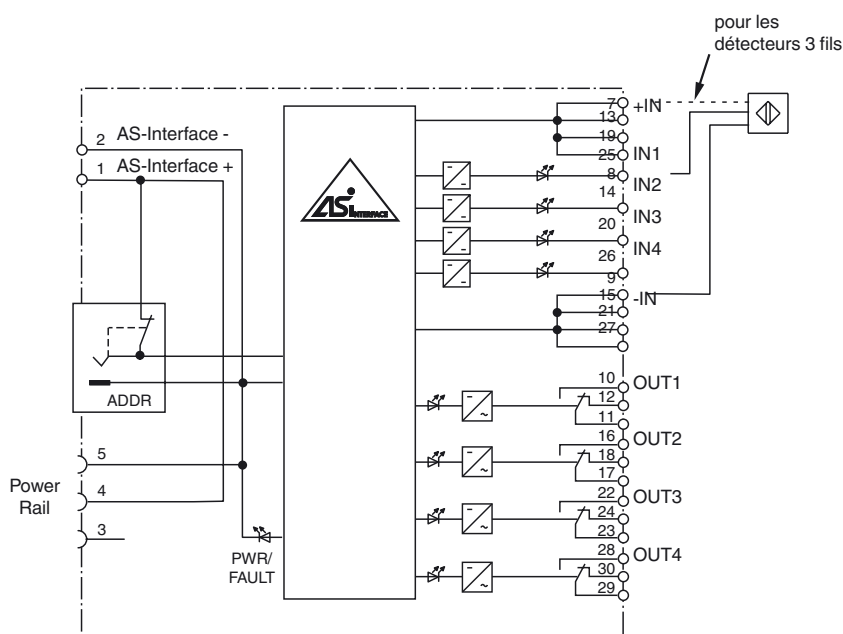 pour les
détecteurs 3 fils
2 AS-Interface -
1 AS-Interface +
ASi INTERFACE
ADDR
Power
Rail
5
4
3
PWR/
FAULT
7 +IN
13
19
25 IN1
8 IN2
14
IN3
20
IN4
26
9
15 -IN
21
27
10 OUT1
12
11
16 OUT2
18
17
22 OUT3
24
23
28 OUT4
30
29